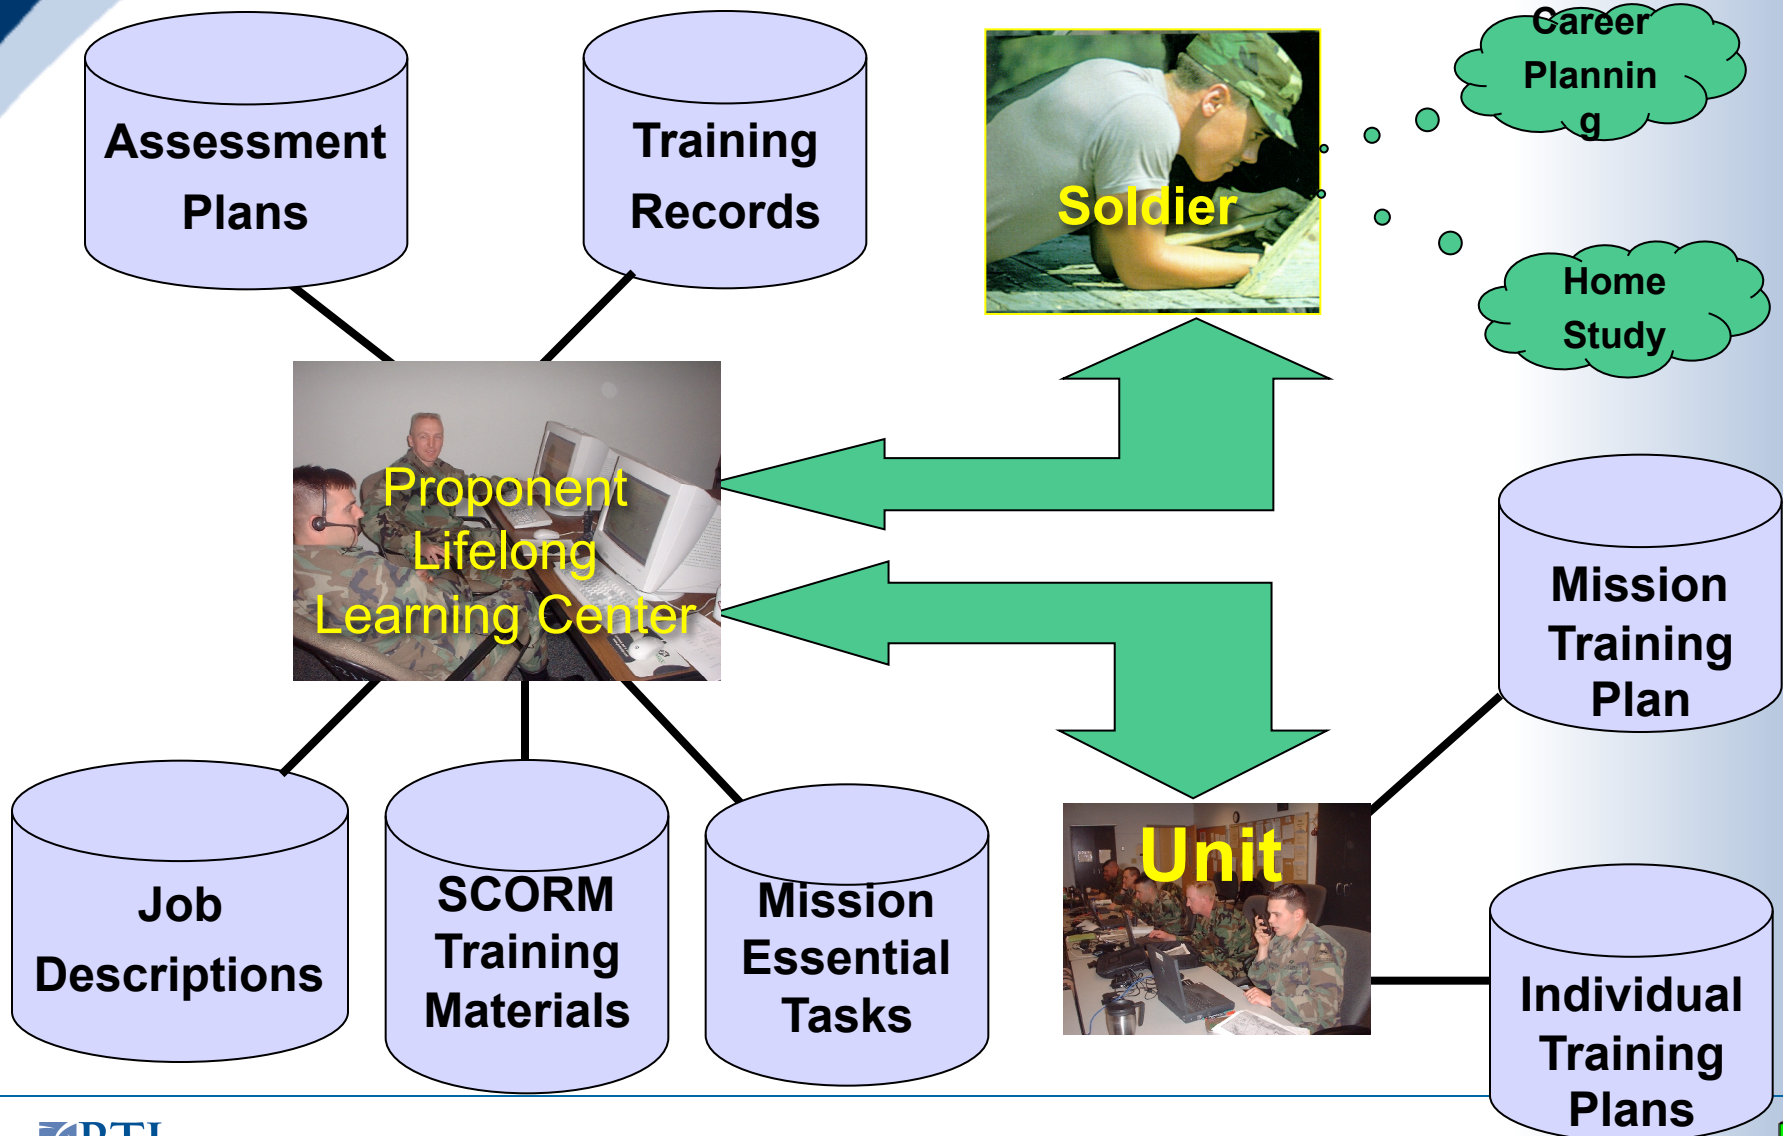 Assessment
Plans
Training
Records
Soldier
Career
Plannin
g
Home
Study
Proponent
Lifelong
Learning Center
Mission
Training
Plan
Unit
Job
Descriptions
SCORM
Training
Materials
Mission
Essential
Tasks
Individual
Training
Plans
RTI